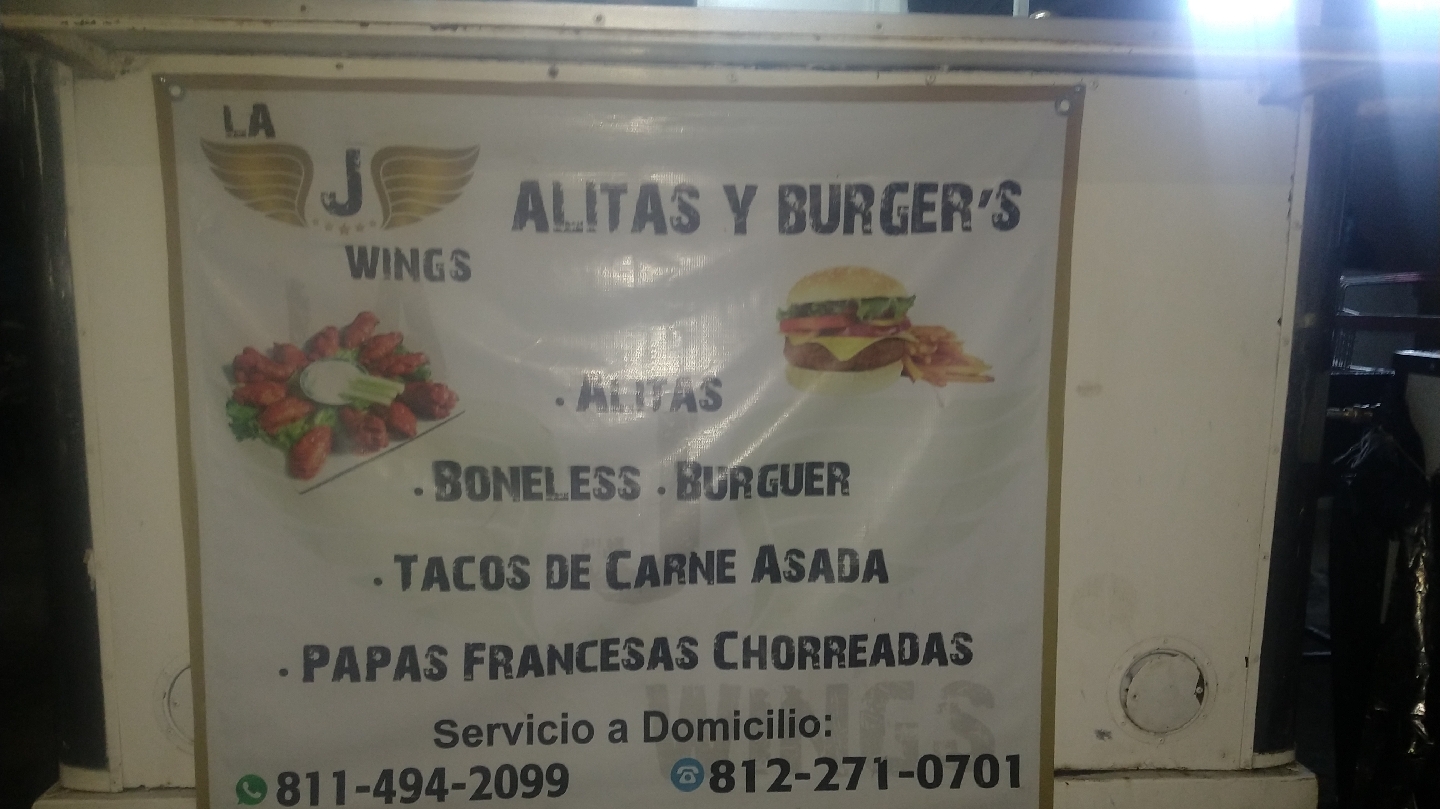 LA
J
WINGS
ALITAS Y BURGER'S
. ALITAS
. BONELESS . BURGUER
. TACOS DE CARNE ASADA
. PAPAS FRANCESAS CHORREADAS
WINGS
Servicio a Domicilio:
811-494-2099 812-271-0701